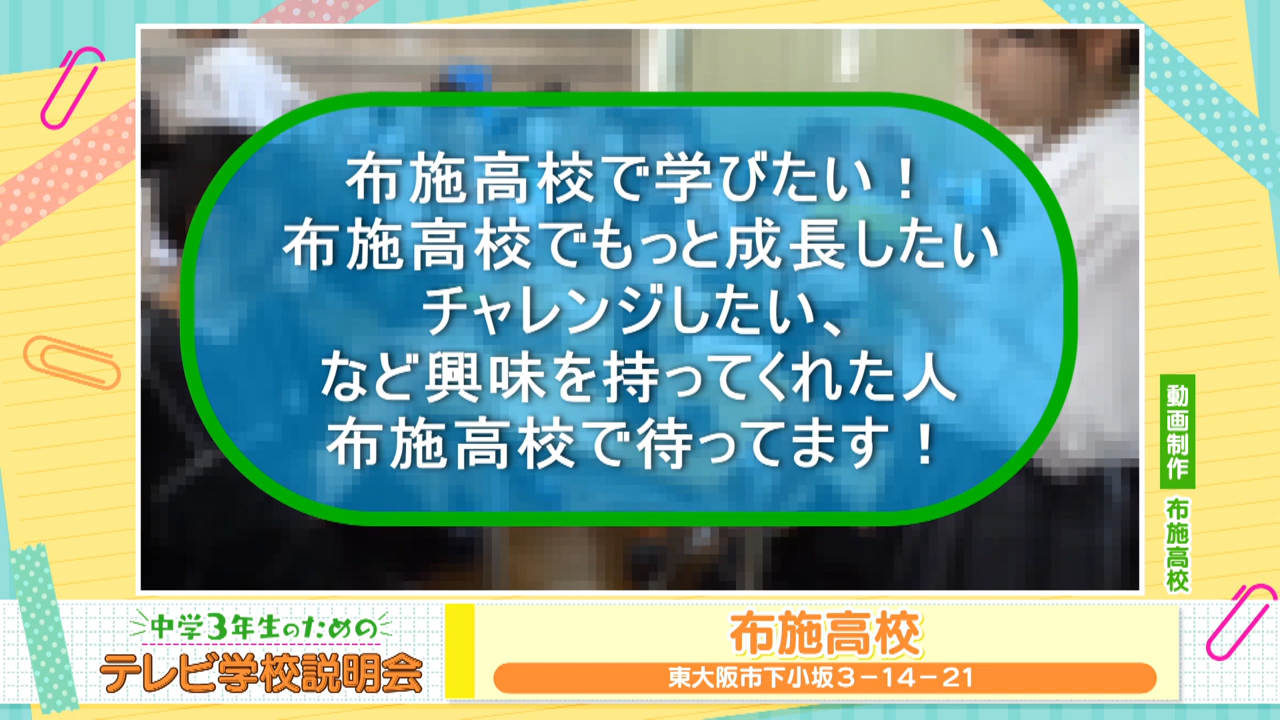 布施高校で学びたい！
布施高校でもっと成長したい
チャレンジしたい、
など興味を持ってくれた人
布施高校で待ってます！
動画制作 布施高校
中学3年生のための
テレビ学校説明会
布施高校
東大阪市下小坂３－14－21